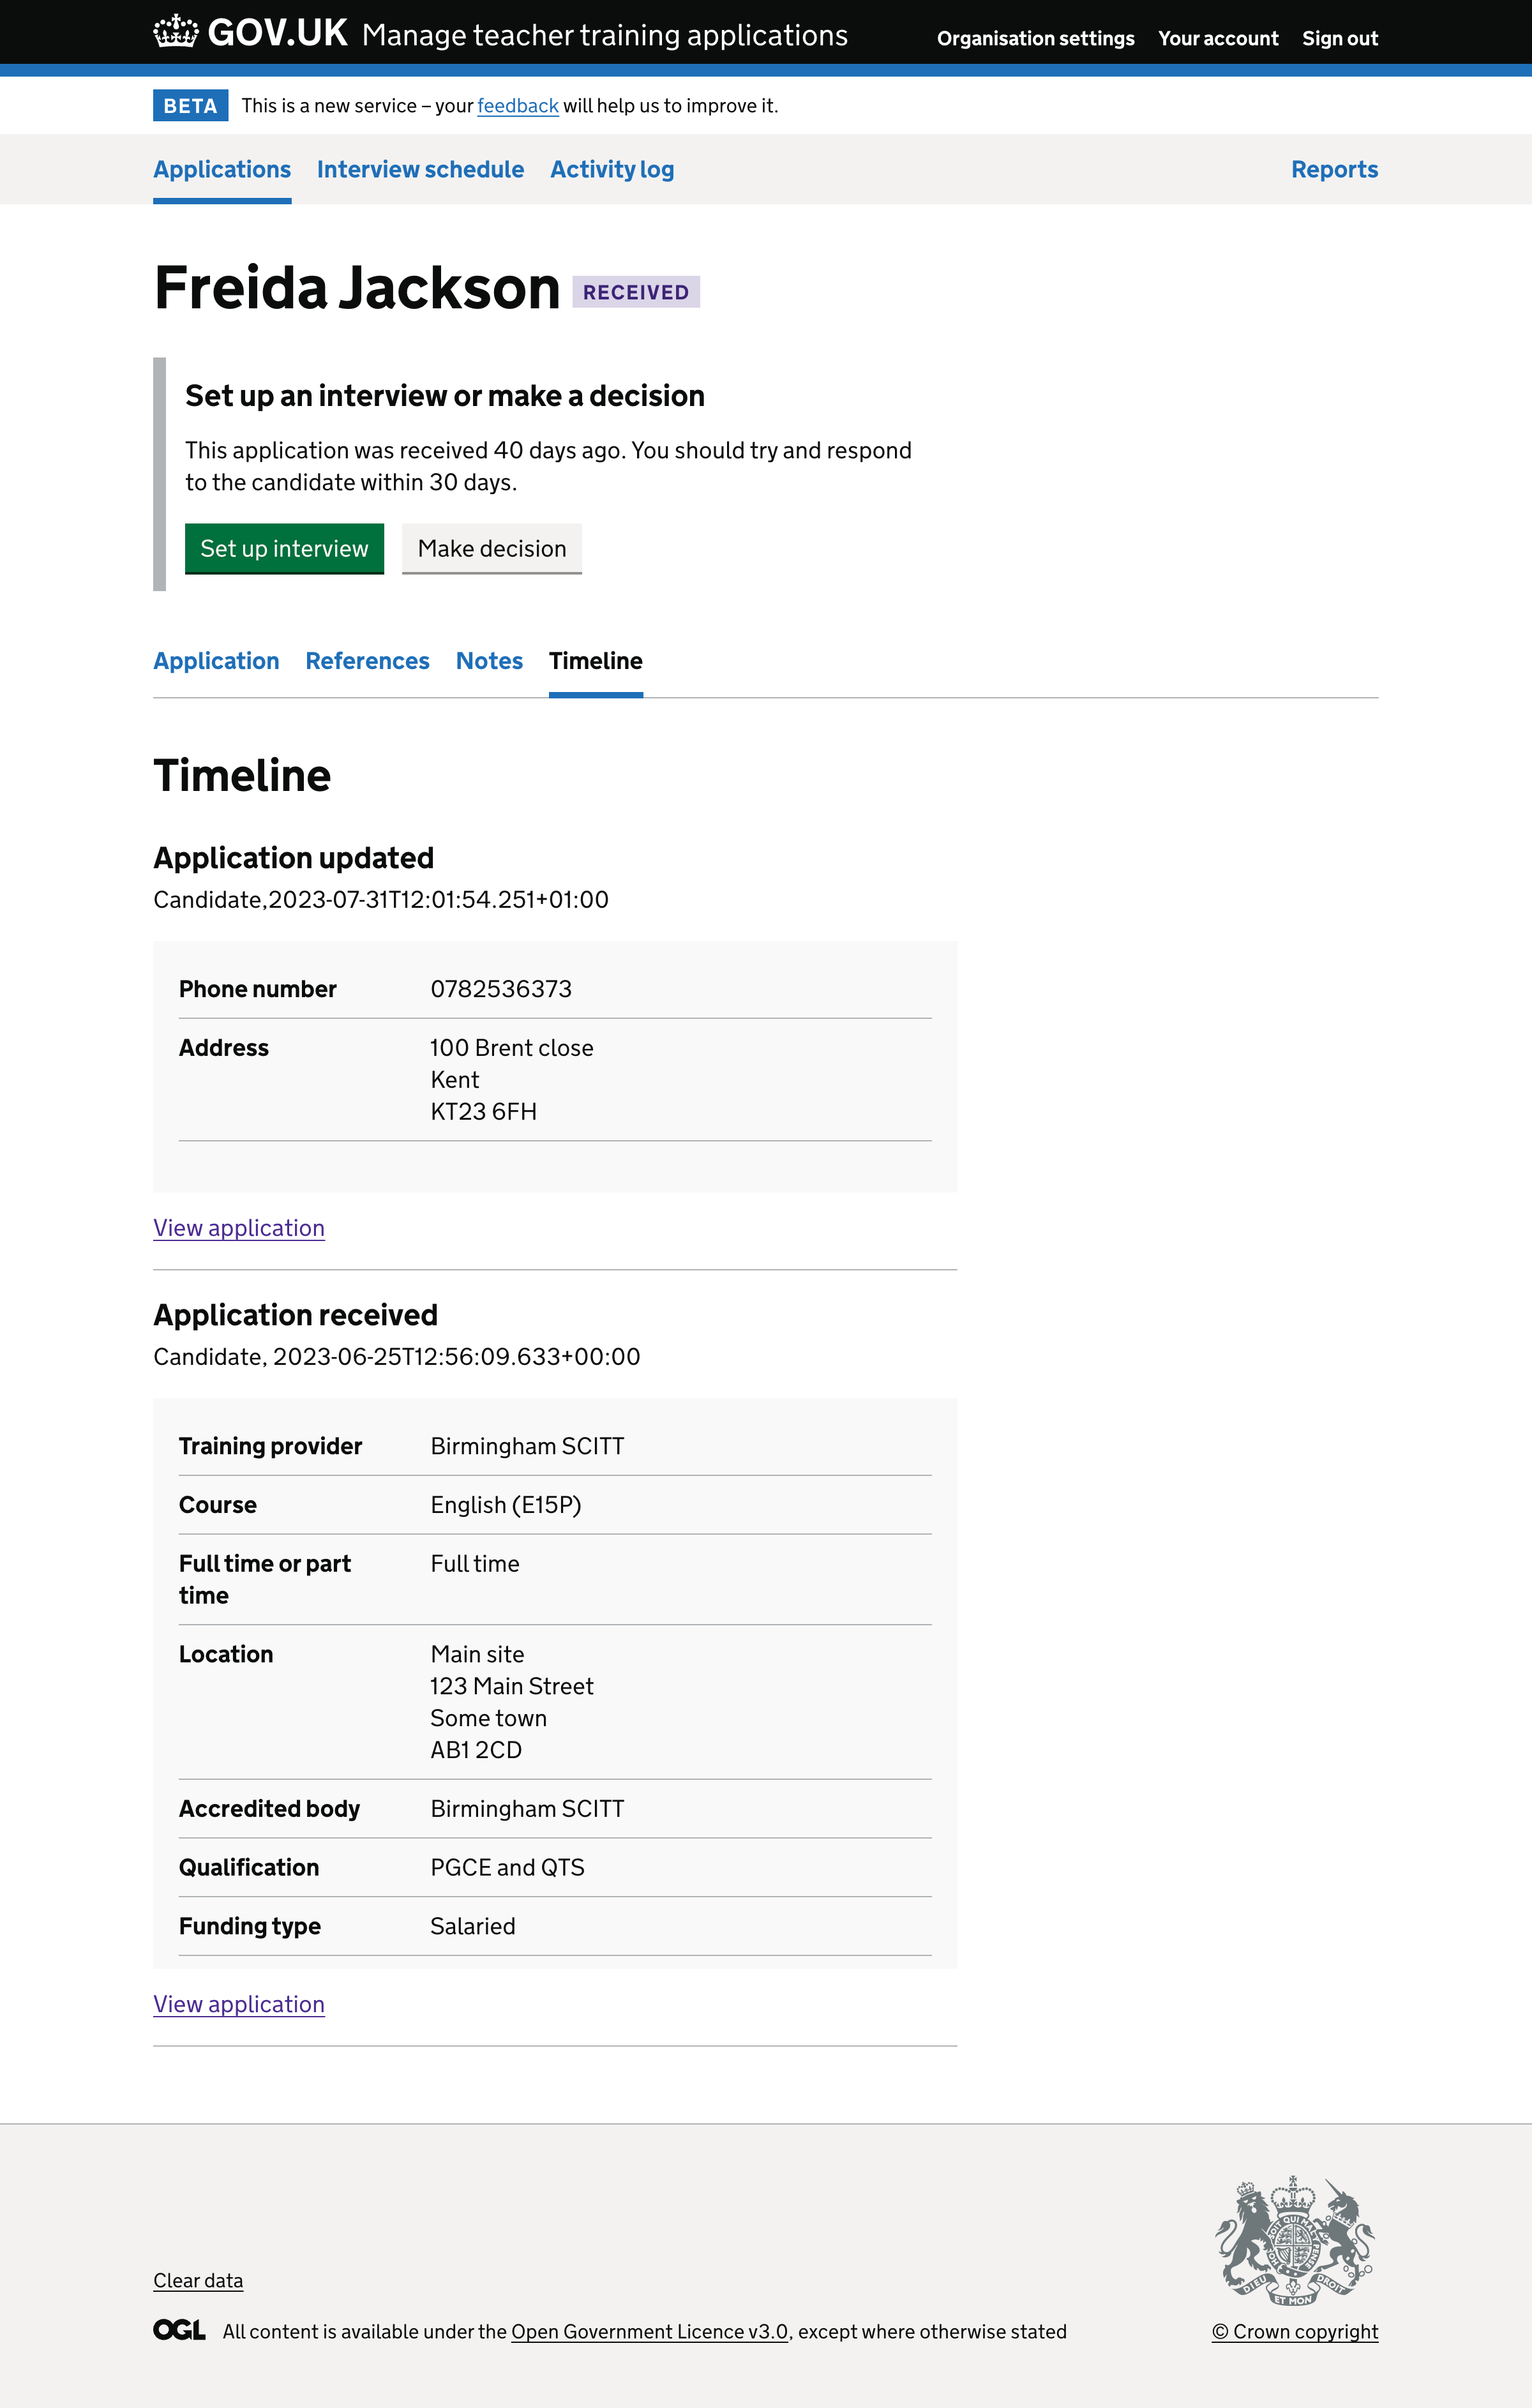 GOV.UK Manage teacher training applications Organisation settings Your account Sign out
BETA This is a new service – your feedback will help us to improve it.
Applications Interview schedule Activity log Reports
Freida Jackson RECEIVED
Set up an interview or make a decision
This application was received 40 days ago. You should try and respond
to the candidate within 30 days.
Set up interview Make decision
Application References Notes Timeline
Timeline
Application updated
Candidate,2023-07-31T12:01:54.251+01:00
Phone number 0782536373
Address 100 Brent close
Kent
KT23 6FH
View application
Application received
Candidate, 2023-06-25T12:56:09.633+00:00
Training provider Birmingham SCITT
Course English (E15P)
Full time or part Full time
time
Location Main site
123 Main Street
Some town
AB1 2CD
Accredited body Birmingham SCITT
Qualification PGCE and QTS
Funding type Salaried
View application
DIEU ET MON DROIT
Clear data
OGL All content is available under the Open Government Licence v3.0, except where otherwise stated © Crown copyright